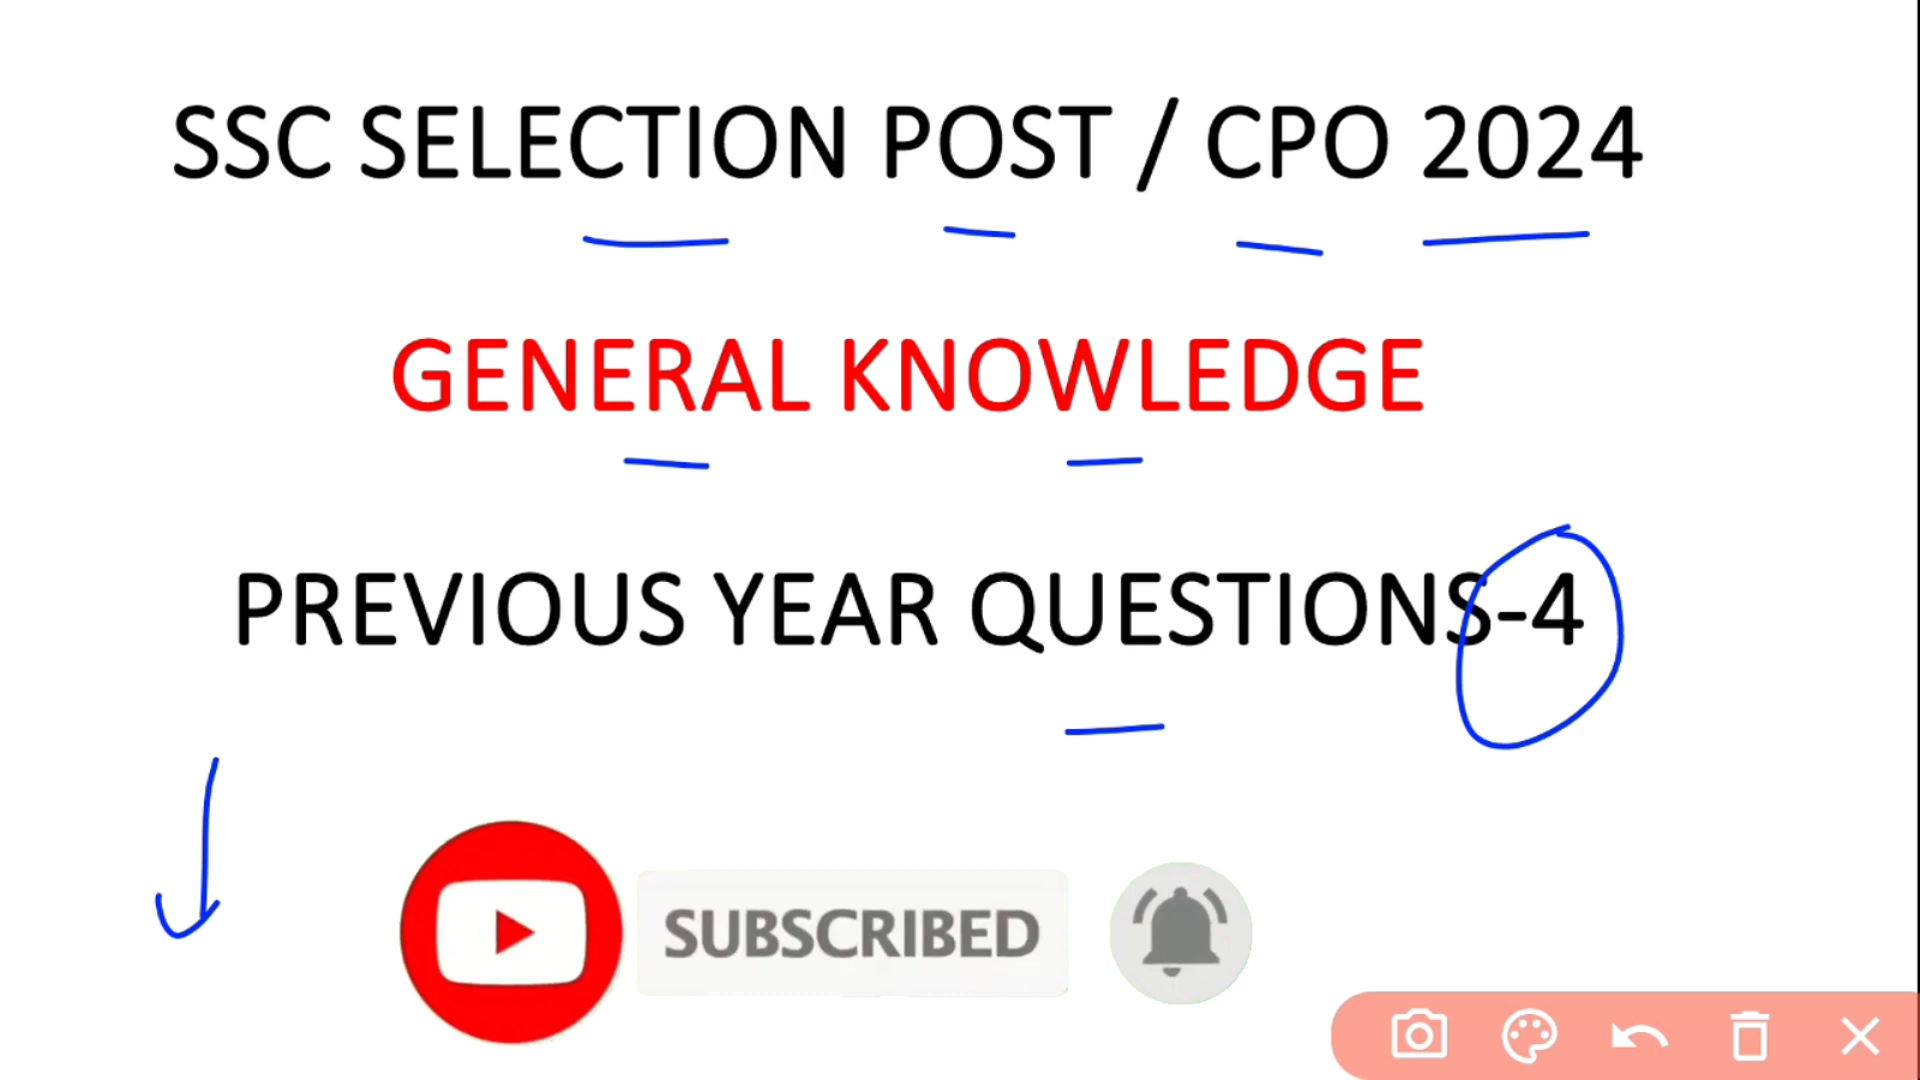 SSC SELECTION POST / CPO 2024
GENERAL KNOWLEDGE
PREVIOUS YEAR QUESTIONS-4
SUBSCRIBED